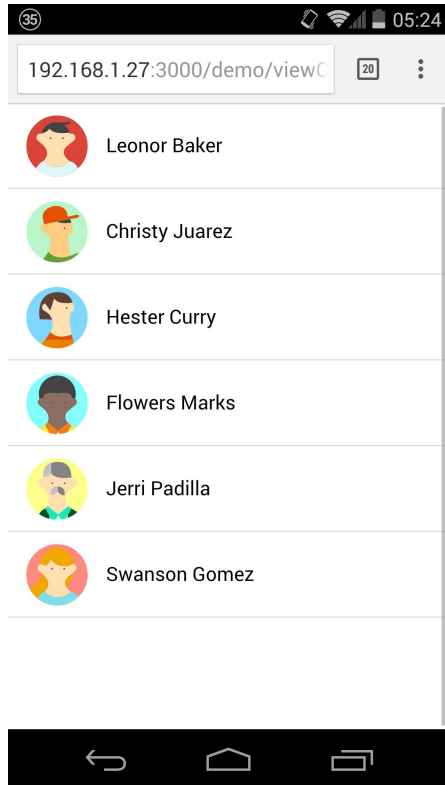 35 05:24
192.168.1.27:3000/demo/view 20
Leonor Baker
Christy Juarez
Hester Curry
Flowers Marks
Jerri Padilla
Swanson Gomez